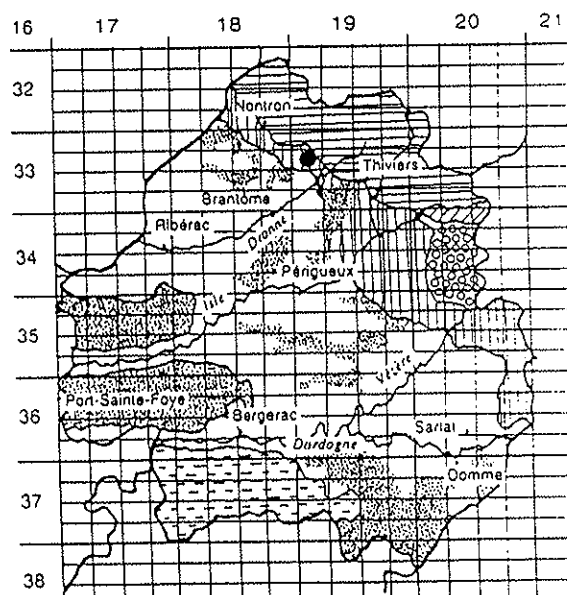 16 17 18 19 20 21
32
Nontron
33
Thiviers
Brantôme
Ribérac
Dronne
34
Périgueux
Isle
35
Vézère
Port-Sainte-Foye
36
Bergerac
Sarlat
Dordogne
Domme
37
38